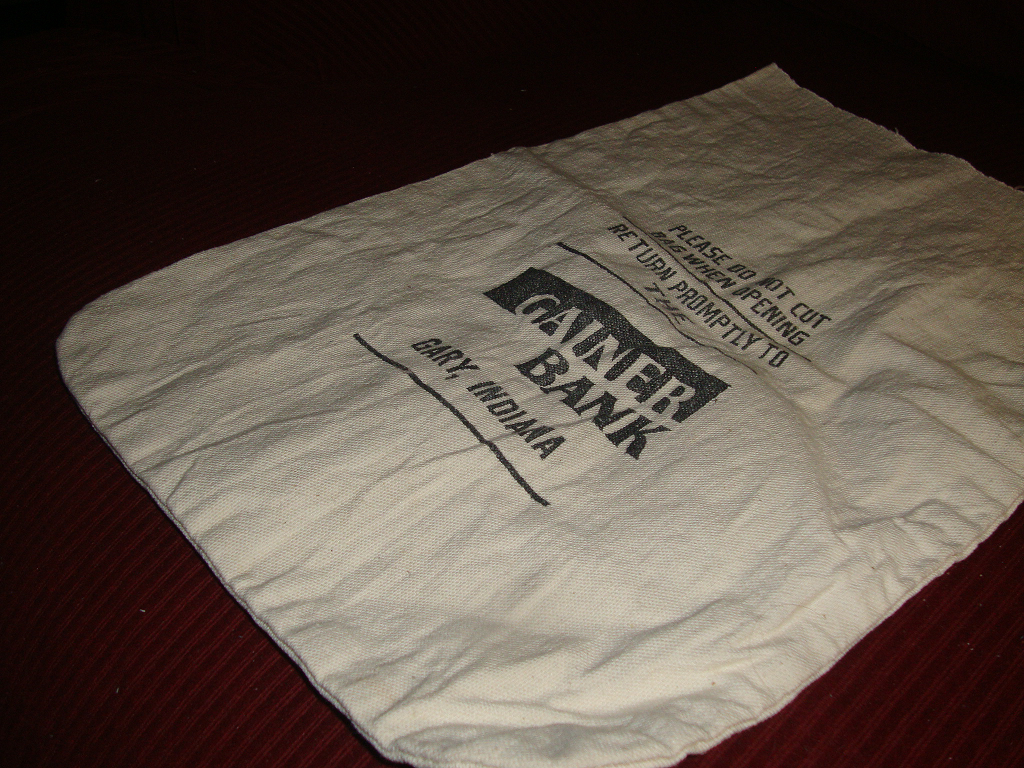 PLEASE DO NOT CUT
BAG WHEN OPENING
RETURN PROMPTLY TO
THE
GAINER
BANK
GARY, INDIANA